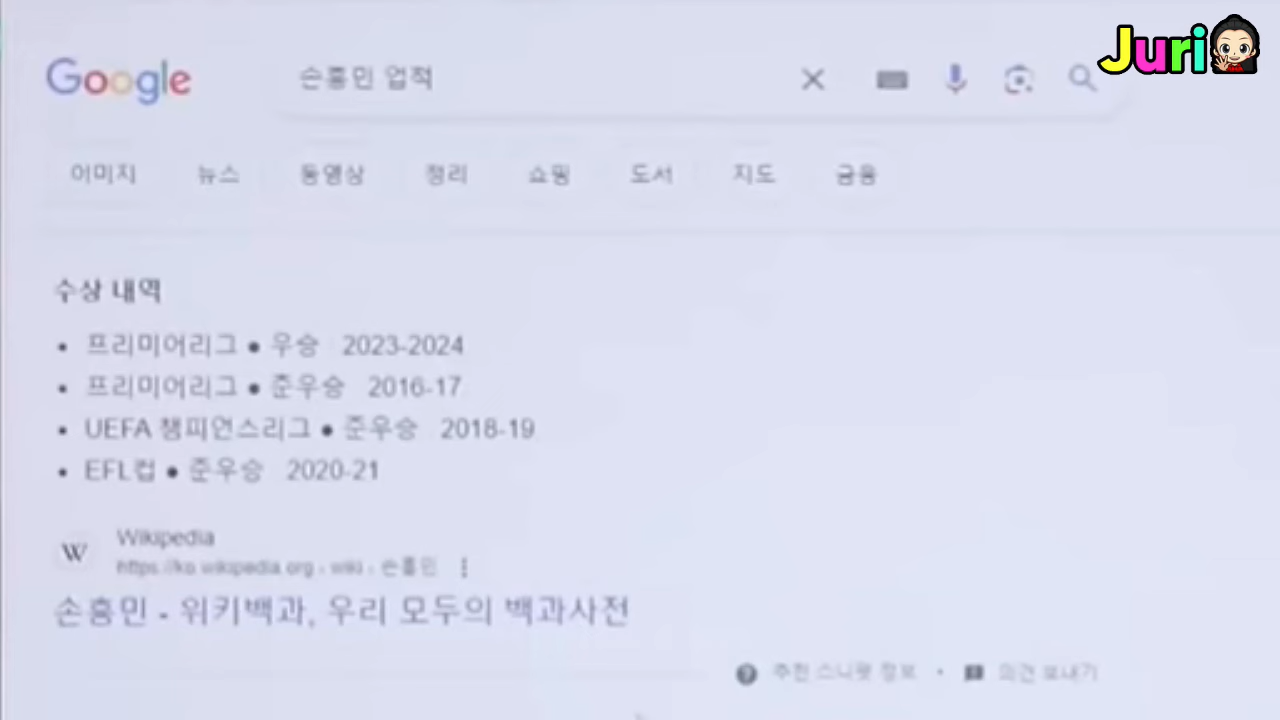 Juri
Google 손흥민 업적
이미지 뉴스 동영상 정리 쇼핑 도서 지도 금융
수상 내역
• 프리미어리그 ● 우승 2023-2024
• 프리미어리그 ● 준우승 2016-17
• UEFA 챔피언스리그 ● 준우승 2018-19
• EFL컵 ● 준우승 2020-21
W Wikipedia
https://ko.wikipedia.org › wiki › 손흥민
손흥민 - 위키백과, 우리 모두의 백과사전
추천 스니펫 정보 • 의견 보내기